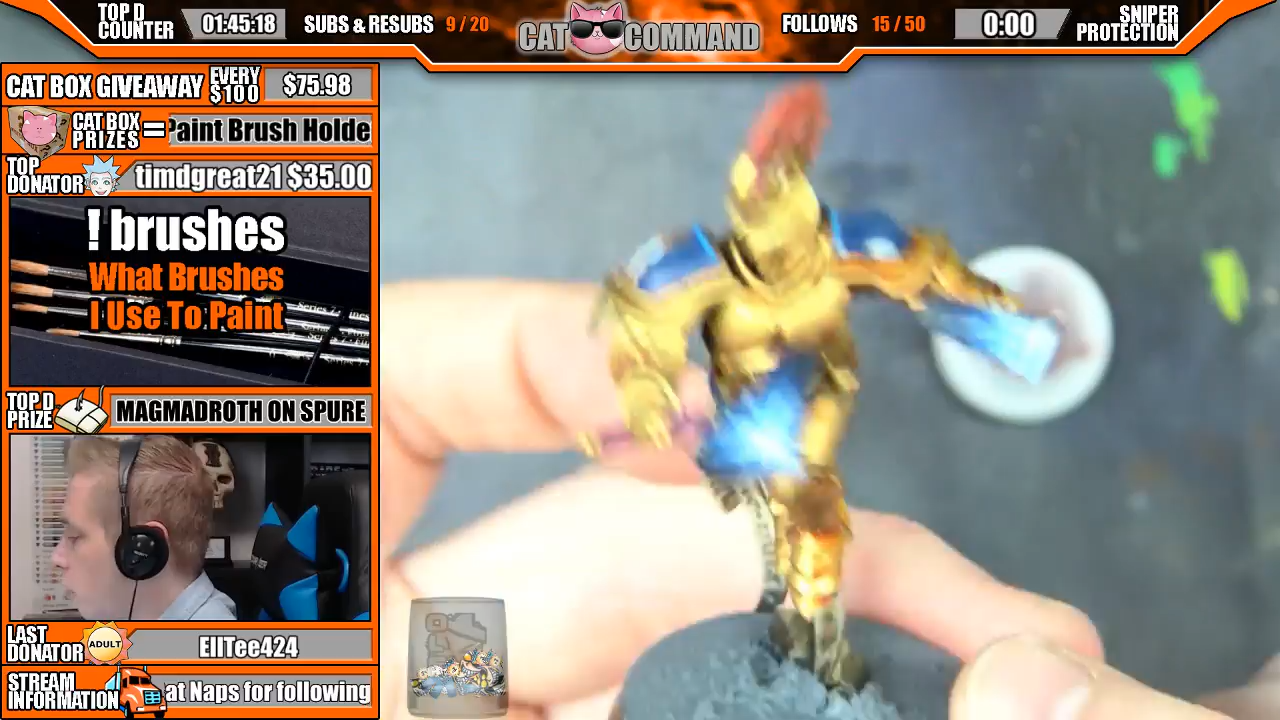 TOP D
COUNTER
01:45:18
SUBS & RESUBS 9 / 20
CAT COMMAND
FOLLOWS 15 / 50
0:00
SNIPER
PROTECTION
CAT BOX GIVEAWAY
EVERY
$100
$75.98
CAT BOX
PRIZES
=
Paint Brush Holde
TOP
DONATOR
timdgreat21 $35.00
! brushes
What Brushes
I Use To Paint
Series 7
TOP D
PRIZE
MAGMADROTH ON SPURE
LAST
DONATOR
ADULT
EllTee424
STREAM
INFORMATION
at Naps for following